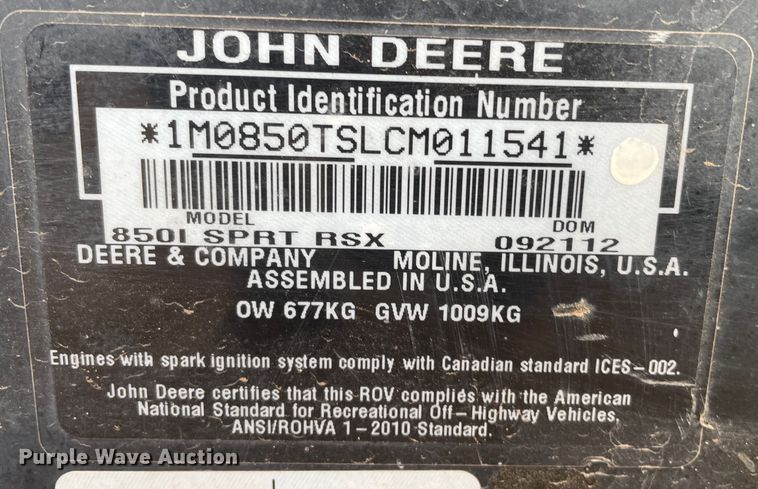 JOHN DEERE
Product Identification Number
*1M0850TSLCM011541*
MODEL DOM
850I SPRT RSX 092112
DEERE & COMPANY MOLINE, ILLINOIS, U.S.A.
ASSEMBLED IN U.S.A.
OW 677KG GVW 1009KG
Engines with spark ignition system comply with Canadian standard ICES-002.
John Deere certifies that this ROV complies with the American
National Standard for Recreational Off-Highway Vehicles,
ANSI/ROHVA 1-2010 Standard.
Purple Wave Auction